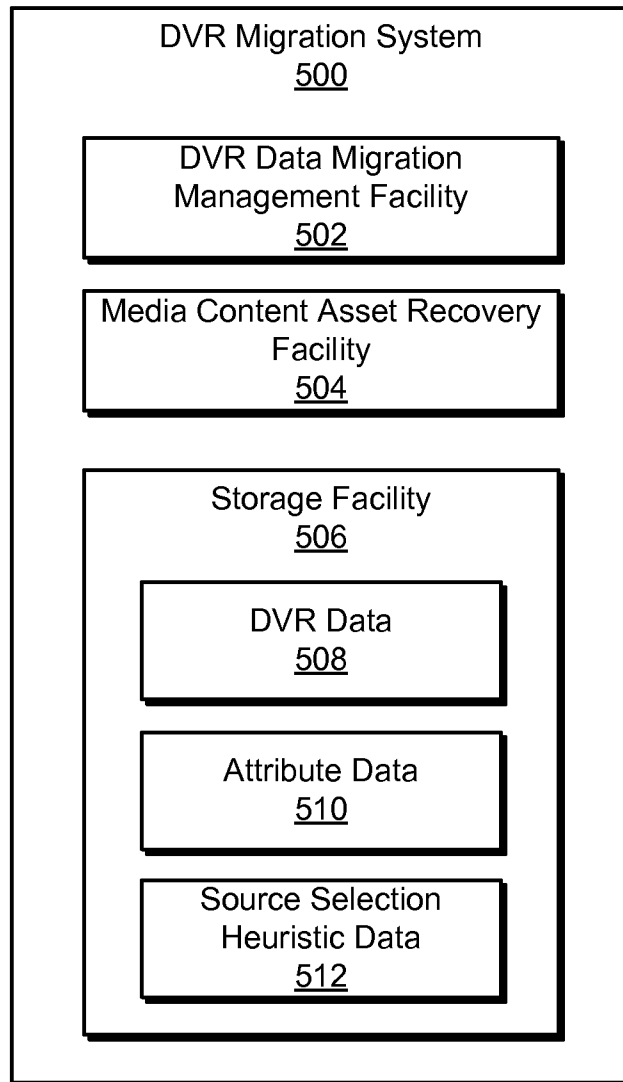 DVR Migration System
500
DVR Data Migration
Management Facility
502
Media Content Asset Recovery
Facility
504
Storage Facility
506
DVR Data
508
Attribute Data
510
Source Selection
Heuristic Data
512